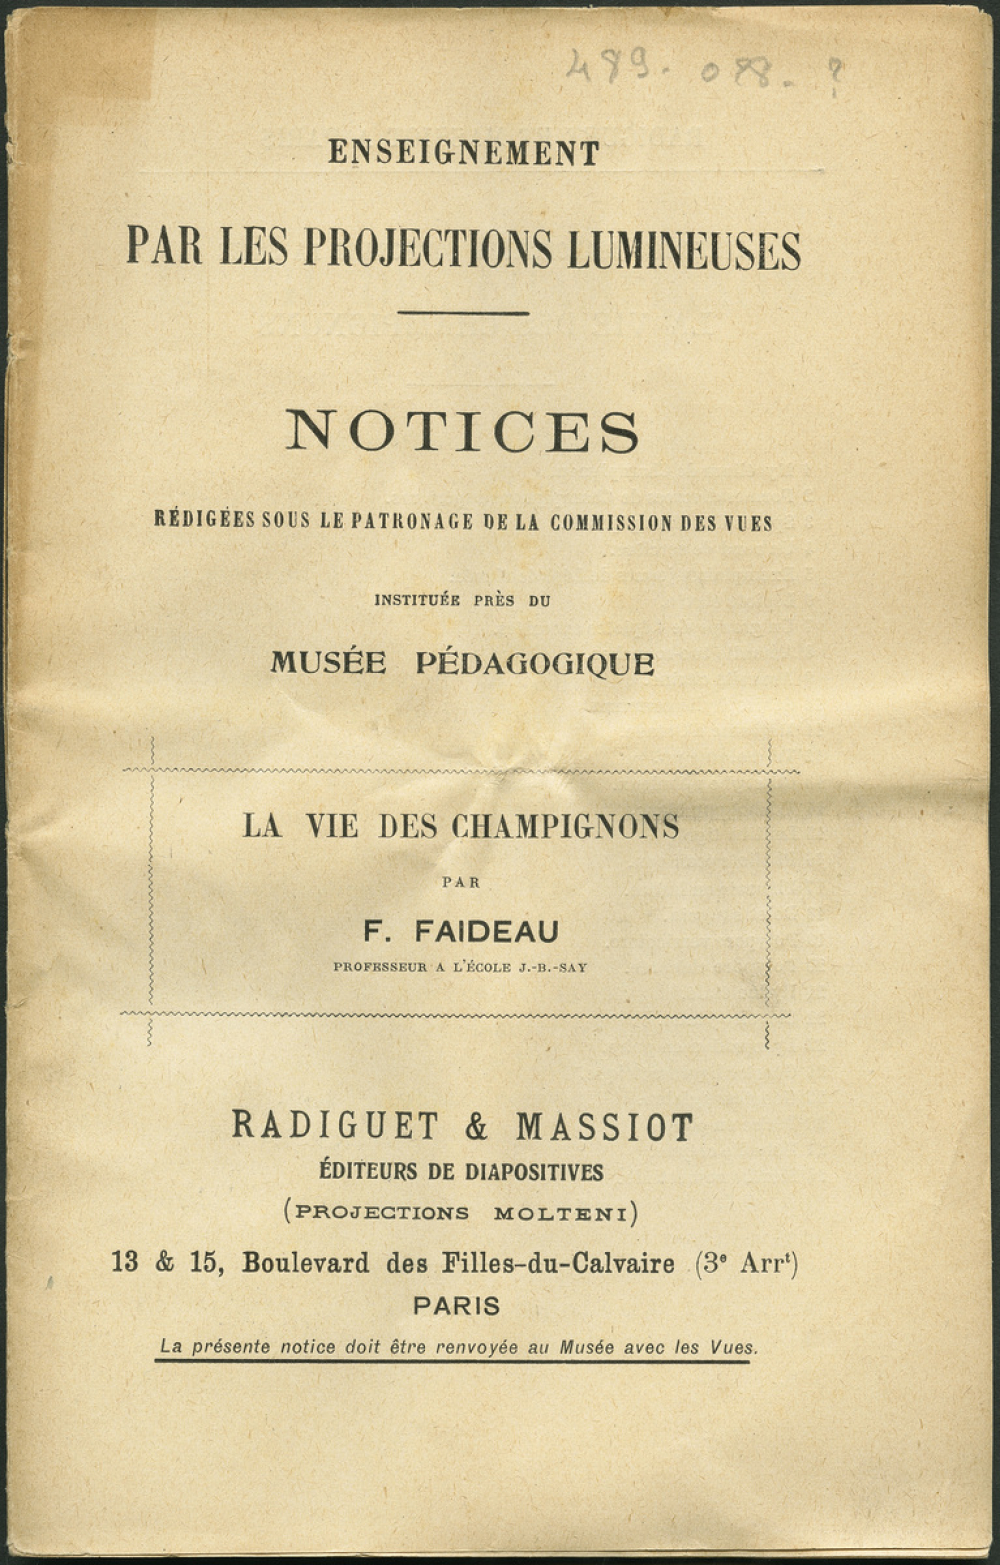 489. 088. ?
ENSEIGNEMENT
PAR LES PROJECTIONS LUMINEUSES
NOTICES
RÉDIGÉES SOUS LE PATRONAGE DE LA COMMISSION DES VUES
INSTITUÉE PRÈS DU
MUSÉE PÉDAGOGIQUE
LA VIE DES CHAMPIGNONS
PAR
F. FAIDEAU
PROFESSEUR A L'ÉCOLE J.-B.-SAY
RADIGUET & MASSIOT
ÉDITEURS DE DIAPOSITIVES
(PROJECTIONS MOLTENI)
13 & 15, Boulevard des Filles-du-Calvaire (3e Arrt)
PARIS
La présente notice doit être renvoyée au Musée avec les Vues.